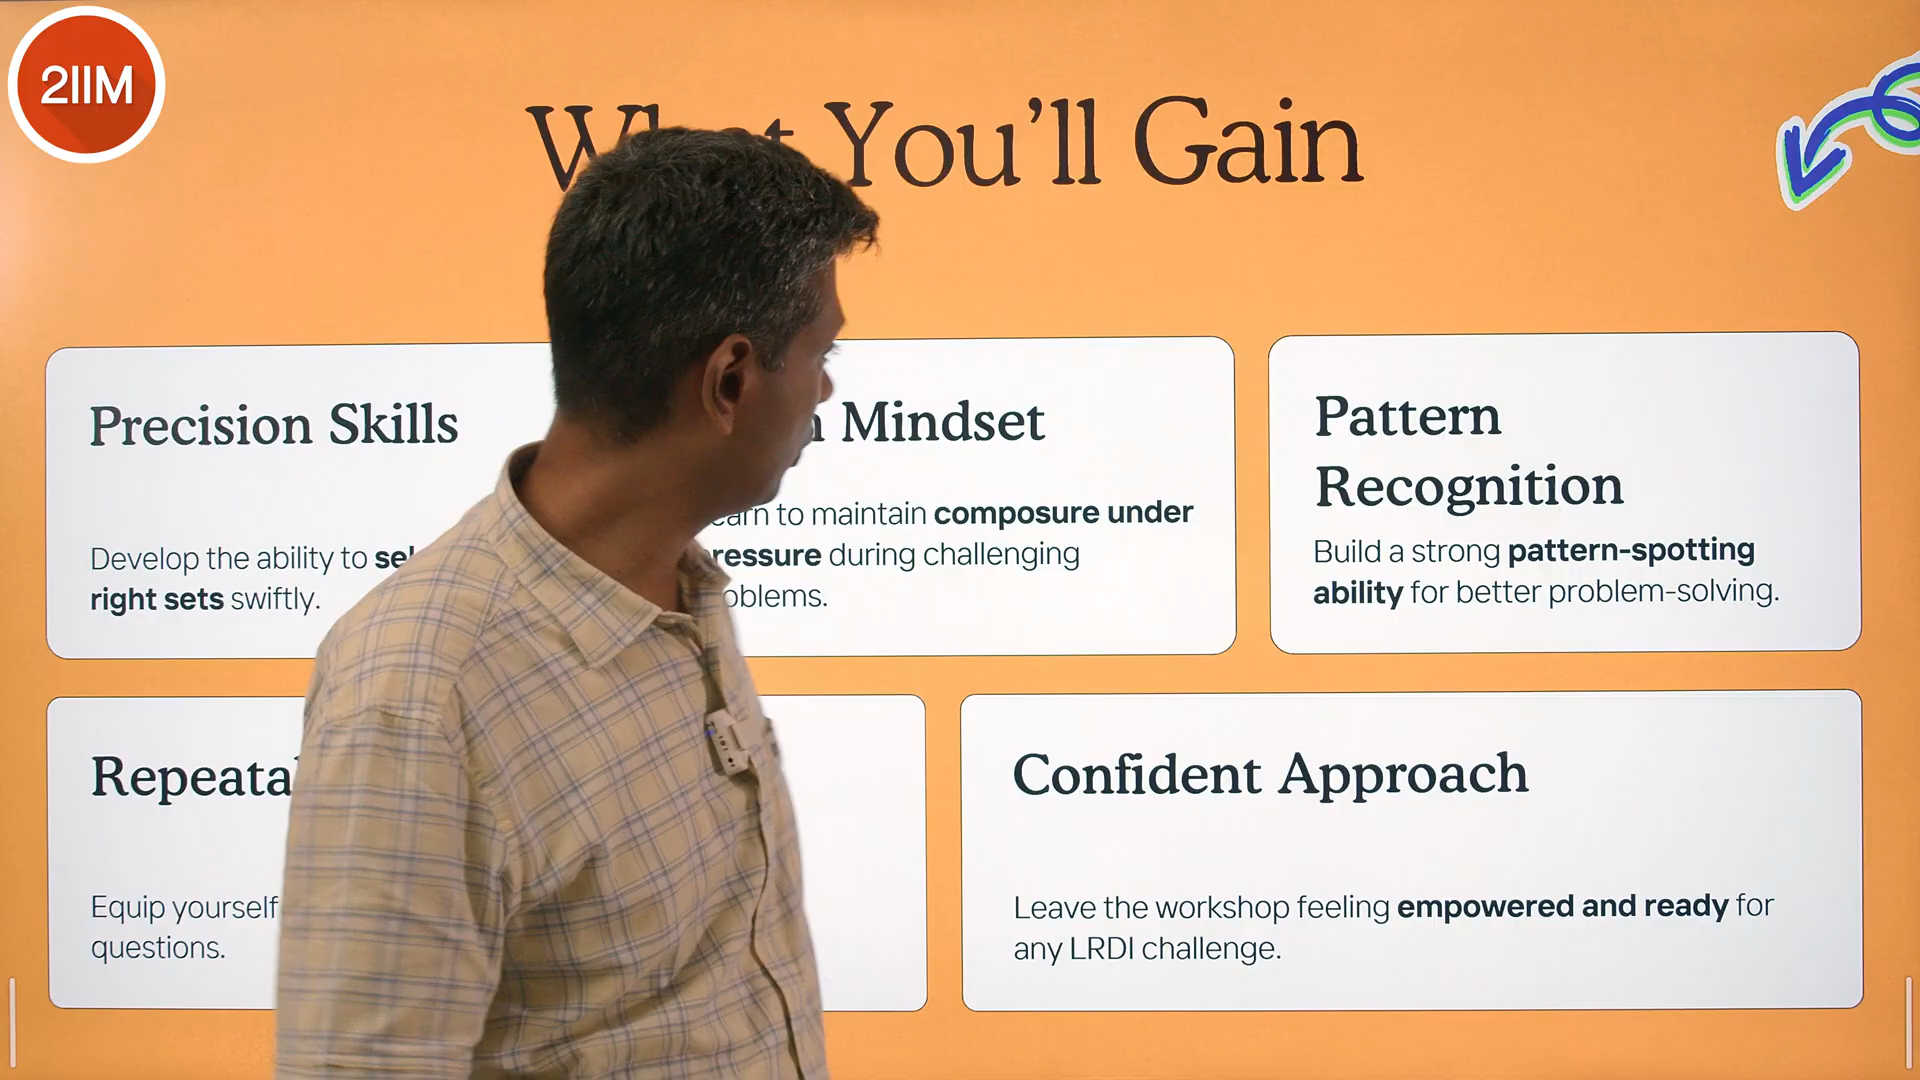 2IIM
What You'll Gain
Precision Skills
Mindset
Pattern
Recognition
Develop the ability to
right sets swiftly.
to maintain composure under
during challenging
Build a strong pattern-spotting
ability for better problem-solving.
Confident Approach
Equip yourself
questions.
Leave the workshop feeling empowered and ready for
any LRDI challenge.